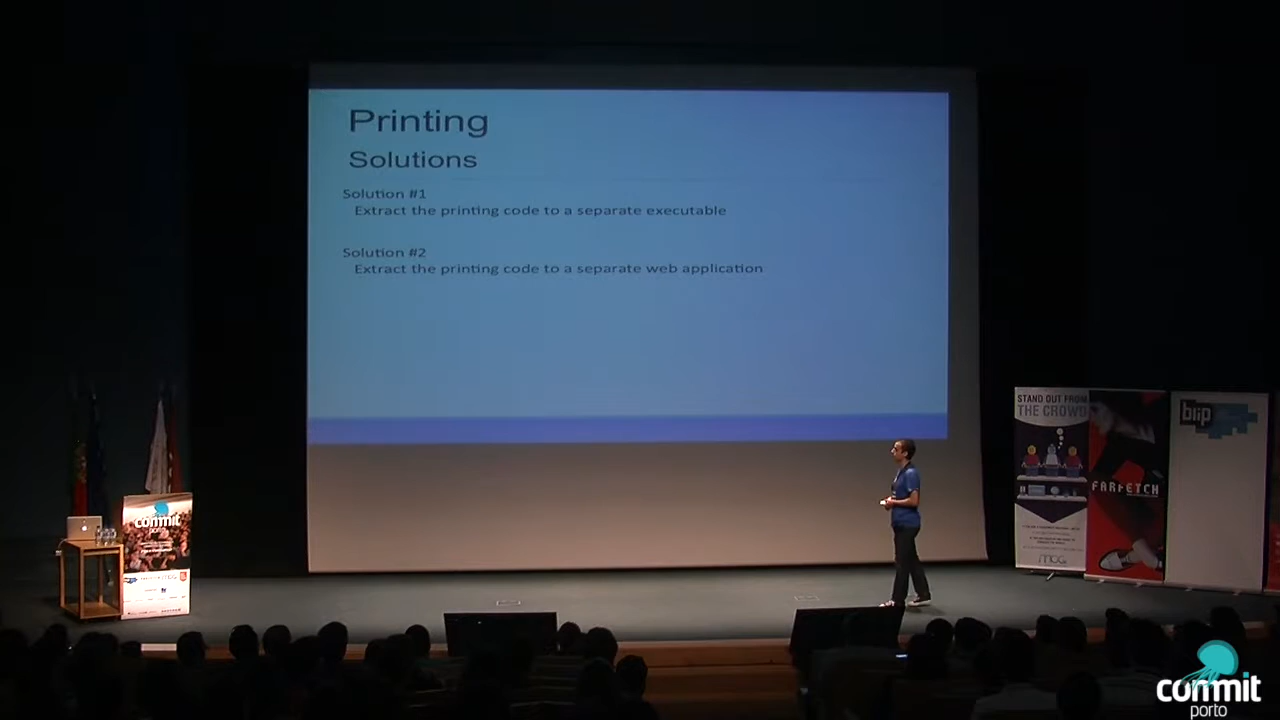 Printing
Solutions
Solution #1
Extract the printing code to a separate executable
Solution #2
Extract the printing code to a separate web application
STAND OUT FROM
THE CROWD
FARFETCH
blip
commit
porto
commit
porto